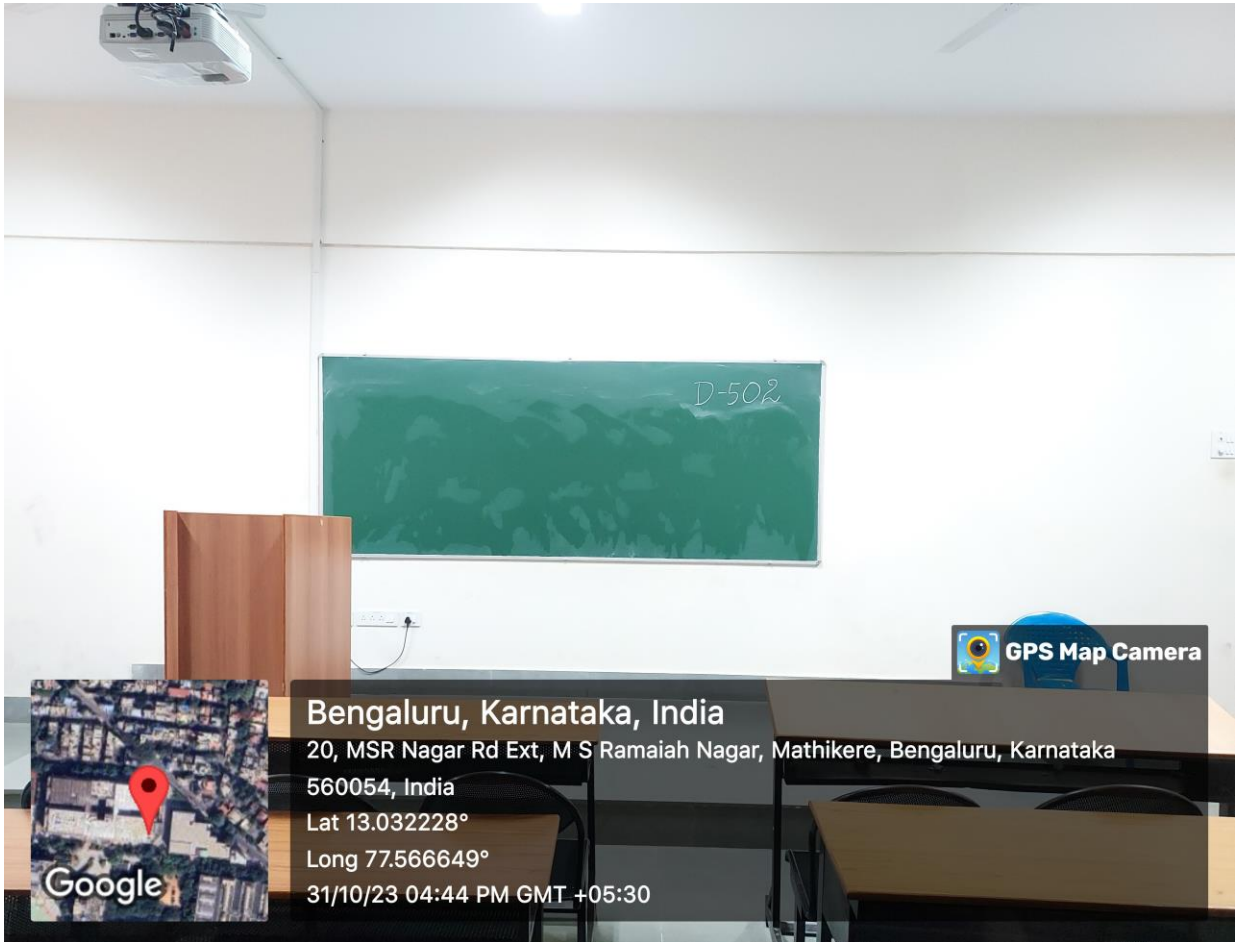 D-502
GPS Map Camera
Bengaluru, Karnataka, India
20, MSR Nagar Rd Ext, M S Ramaiah Nagar, Mathikere, Bengaluru, Karnataka
560054, India
Lat 13.032228°
Long 77.566649°
31/10/23 04:44 PM GMT +05:30
Google